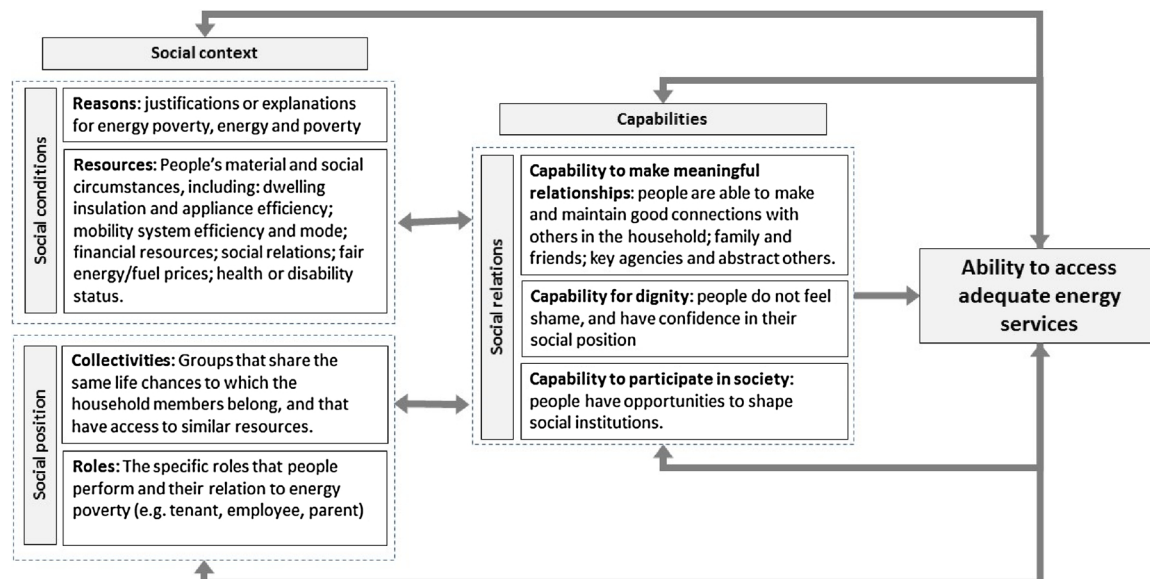 Social context
Social conditions
Reasons: justifications or explanations
for energy poverty, energy and poverty
Resources: People's material and social
circumstances, including: dwelling
insulation and appliance efficiency;
mobility system efficiency and mode;
financial resources; social relations; fair
energy/fuel prices; health or disability
status.
Social position
Collectivities: Groups that share the
same life chances to which the
household members belong, and that
have access to similar resources.
Roles: The specific roles that people
perform and their relation to energy
poverty (e.g. tenant, employee, parent)
Capabilities
Social relations
Capability to make meaningful
relationships: people are able to make
and maintain good connections with
others in the household; family and
friends; key agencies and abstract others.
Capability for dignity: people do not feel
shame, and have confidence in their
social position
Capability to participate in society:
people have opportunities to shape
social institutions.
Ability to access
adequate energy
services